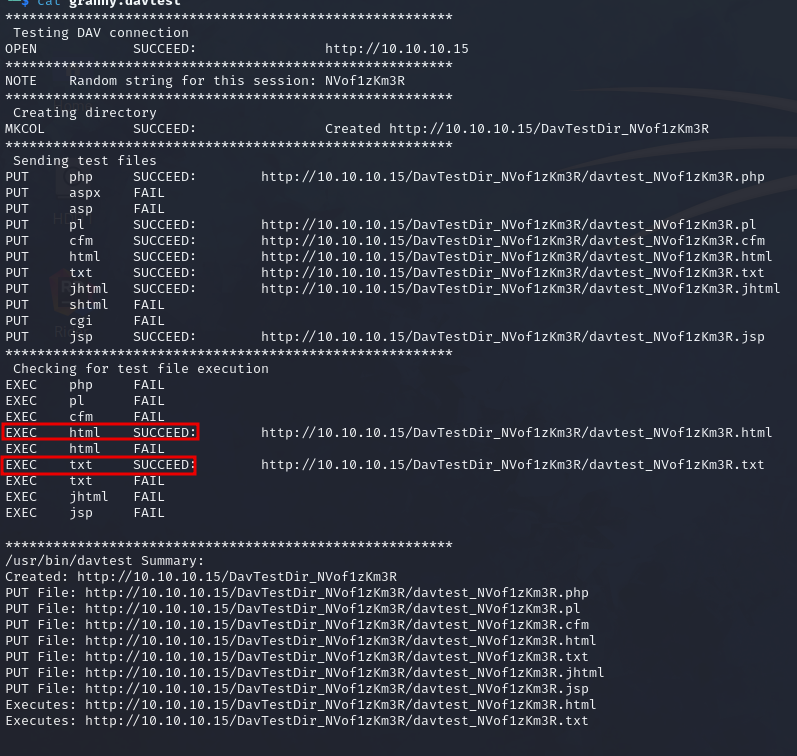 $ cat granny.davtest
********************************************************
Testing DAV connection
OPEN SUCCEED: http://10.10.10.15
********************************************************
NOTE Random string for this session: NVof1zKm3R
********************************************************
Creating directory
MKCOL SUCCEED: Created http://10.10.10.15/DavTestDir_NVof1zKm3R
********************************************************
Sending test files
PUT php SUCCEED: http://10.10.10.15/DavTestDir_NVof1zKm3R/davtest_NVof1zKm3R.php
PUT aspx FAIL
PUT asp FAIL
PUT pl SUCCEED: http://10.10.10.15/DavTestDir_NVof1zKm3R/davtest_NVof1zKm3R.pl
PUT cfm SUCCEED: http://10.10.10.15/DavTestDir_NVof1zKm3R/davtest_NVof1zKm3R.cfm
PUT html SUCCEED: http://10.10.10.15/DavTestDir_NVof1zKm3R/davtest_NVof1zKm3R.html
PUT txt SUCCEED: http://10.10.10.15/DavTestDir_NVof1zKm3R/davtest_NVof1zKm3R.txt
PUT jhtml SUCCEED: http://10.10.10.15/DavTestDir_NVof1zKm3R/davtest_NVof1zKm3R.jhtml
PUT shtml FAIL
PUT cgi FAIL
PUT jsp SUCCEED: http://10.10.10.15/DavTestDir_NVof1zKm3R/davtest_NVof1zKm3R.jsp
********************************************************
Checking for test file execution
EXEC php FAIL
EXEC pl FAIL
EXEC cfm FAIL
EXEC html SUCCEED: http://10.10.10.15/DavTestDir_NVof1zKm3R/davtest_NVof1zKm3R.html
EXEC html FAIL
EXEC txt SUCCEED: http://10.10.10.15/DavTestDir_NVof1zKm3R/davtest_NVof1zKm3R.txt
EXEC txt FAIL
EXEC jhtml FAIL
EXEC jsp FAIL
********************************************************
/usr/bin/davtest Summary:
Created: http://10.10.10.15/DavTestDir_NVof1zKm3R
PUT File: http://10.10.10.15/DavTestDir_NVof1zKm3R/davtest_NVof1zKm3R.php
PUT File: http://10.10.10.15/DavTestDir_NVof1zKm3R/davtest_NVof1zKm3R.pl
PUT File: http://10.10.10.15/DavTestDir_NVof1zKm3R/davtest_NVof1zKm3R.cfm
PUT File: http://10.10.10.15/DavTestDir_NVof1zKm3R/davtest_NVof1zKm3R.html
PUT File: http://10.10.10.15/DavTestDir_NVof1zKm3R/davtest_NVof1zKm3R.txt
PUT File: http://10.10.10.15/DavTestDir_NVof1zKm3R/davtest_NVof1zKm3R.jhtml
PUT File: http://10.10.10.15/DavTestDir_NVof1zKm3R/davtest_NVof1zKm3R.jsp
Executes: http://10.10.10.15/DavTestDir_NVof1zKm3R/davtest_NVof1zKm3R.html
Executes: http://10.10.10.15/DavTestDir_NVof1zKm3R/davtest_NVof1zKm3R.txt